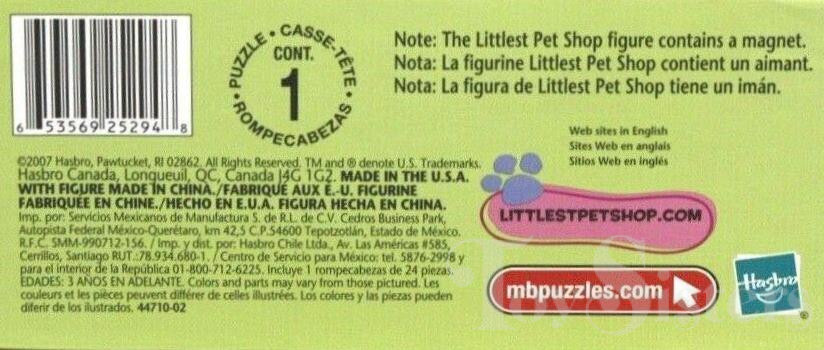 PUZZLE • CASSE-TÊTE • ROMPECABEZAS •
CONT.
1
6 53569 25294 8
Note: The Littlest Pet Shop figure contains a magnet.
Nota: La figurine Littlest Pet Shop contient un aimant.
Nota: La figura de Littlest Pet Shop tiene un imán.
Web sites in English
Sites Web en anglais
Sitios Web en inglés
©2007 Hasbro, Pawtucket, RI 02862. All Rights Reserved. TM and ® denote U.S. Trademarks.
Hasbro Canada, Longueuil, QC, Canada J4G 1G2. MADE IN THE U.S.A.
WITH FIGURE MADE IN CHINA./FABRIQUÉ AUX É.-U. FIGURINE
FABRIQUÉE EN CHINE./HECHO EN E.U.A. FIGURA HECHA EN CHINA.
Imp. por: Servicios Mexicanos de Manufactura S. de R.L. de C.V. Cedros Business Park,
Autopista Federal México-Querétaro, km 42,5 C.P.54600 Tepotzotlán, Estado de México.
R.F.C. SMM-990712-156. / Imp. y dist. por: Hasbro Chile Ltda., Av. Las Américas #585,
Cerrillos, Santiago RUT.:78.934.680-1. / Centro de Servicio para México: tel. 5876-2998 y
para el interior de la República 01-800-712-6225. Incluye 1 rompecabezas de 24 piezas.
EDADES: 3 AÑOS EN ADELANTE. Colors and parts may vary from those pictured. Les
couleurs et les pièces peuvent différer de celles illustrées. Los colores y las piezas pueden
diferir de los ilustrados. 44710-02
LITTLESTPETSHOP.COM
mbpuzzles.com
Hasbro
®